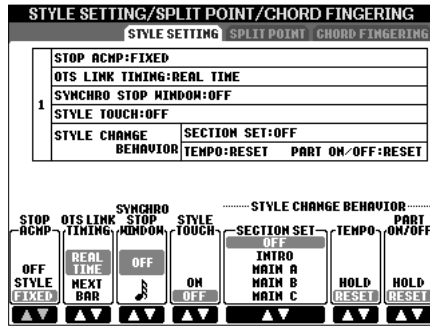 STYLE SETTING/SPLIT POINT/CHORD FINGERING
STYLE SETTING SPLIT POINT CHORD FINGERING
1
STOP ACMP:FIXED
OTS LINK TIMING:REAL TIME
SYNCHRO STOP WINDOW:OFF
STYLE TOUCH:OFF
STYLE CHANGE BEHAVIOR
SECTION SET:OFF
TEMPO:RESET PART ON/OFF:RESET
STOP ACMP
OFF
STYLE
FIXED
OTS LINK TIMING
REAL TIME
NEXT BAR
SYNCHRO STOP WINDOW
OFF
STYLE TOUCH
ON
OFF
STYLE CHANGE BEHAVIOR
SECTION SET
OFF
INTRO
MAIN A
MAIN B
MAIN C
TEMPO
HOLD
RESET
PART ON/OFF
HOLD
RESET